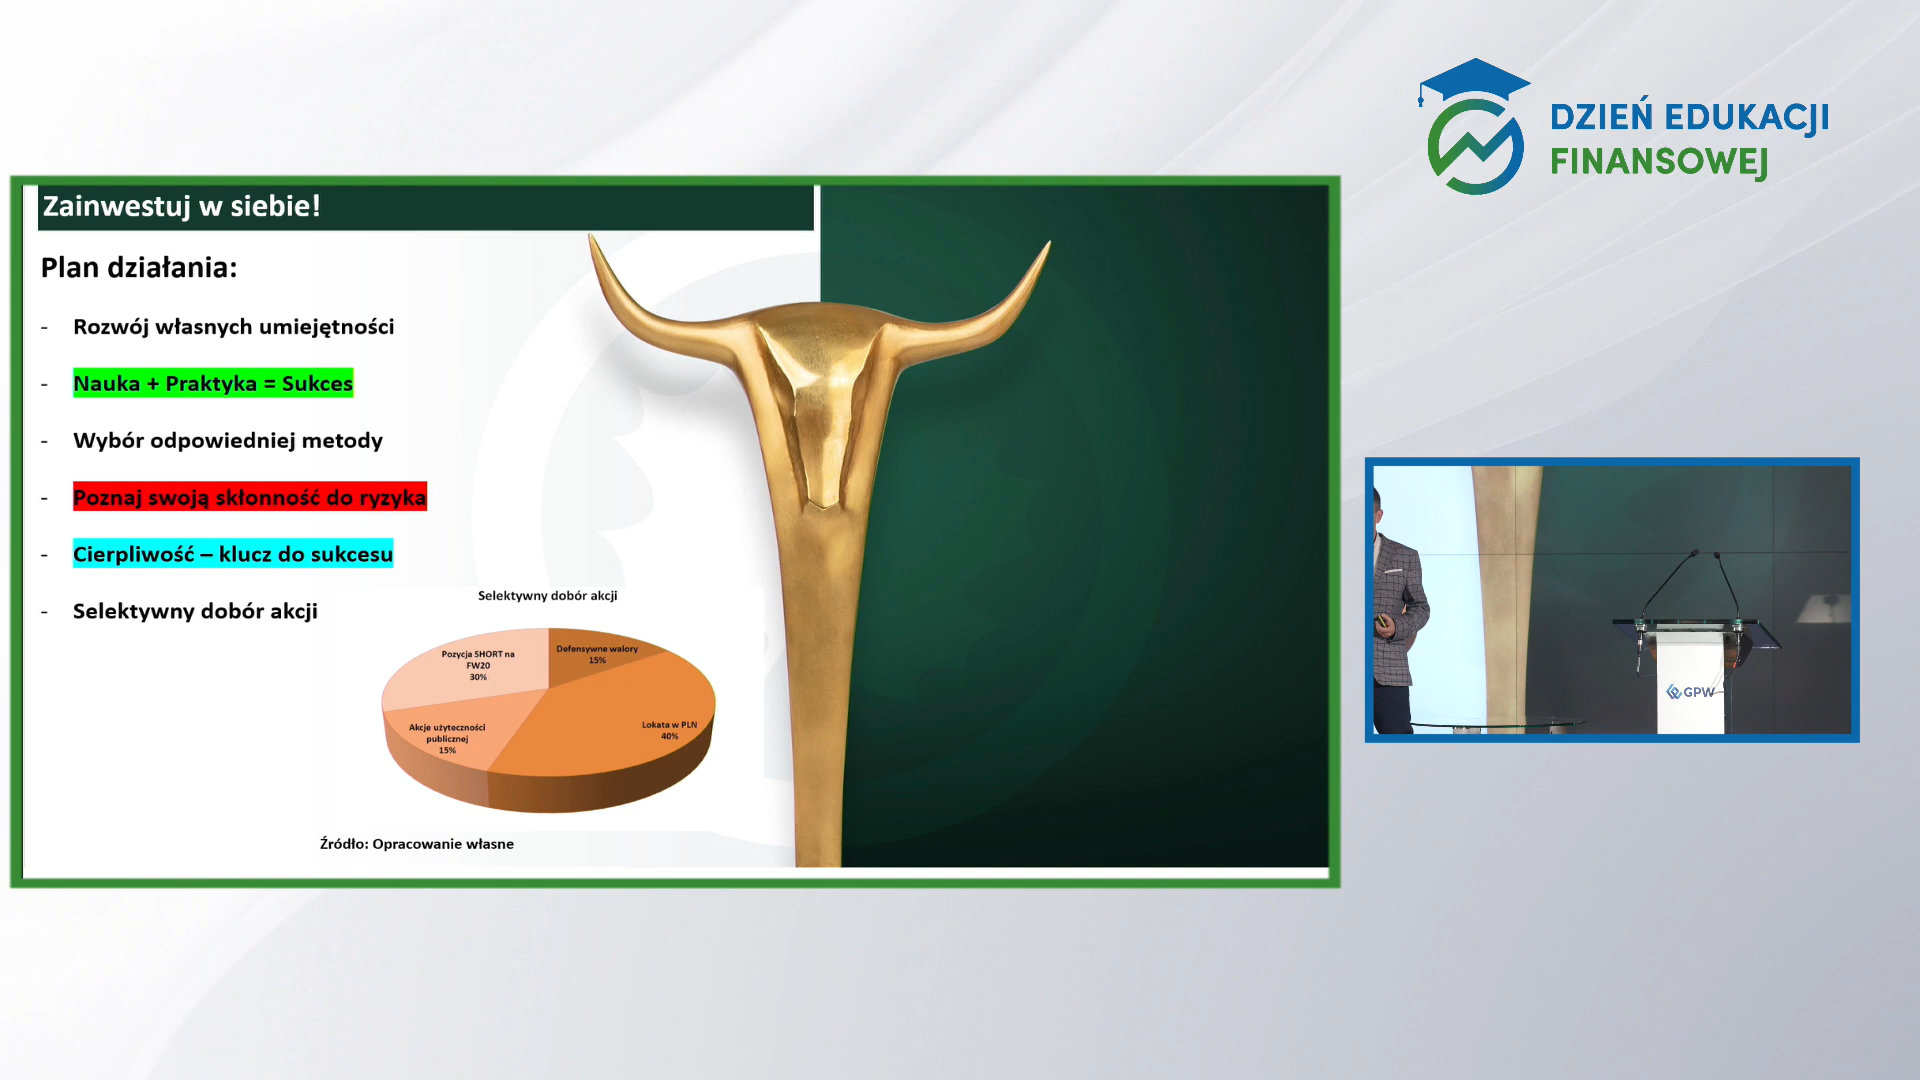 DZIEŃ EDUKACJI
FINANSOWEJ
Zainwestuj w siebie!
Plan działania:
- Rozwój własnych umiejętności
- Nauka + Praktyka = Sukces
- Wybór odpowiedniej metody
- Poznaj swoją skłonność do ryzyka
- Cierpliwość – klucz do sukcesu
- Selektywny dobór akcji
Selektywny dobór akcji
Pozycja SHORT na
FW20
30%
Defensywne walory
15%
Akcje użyteczności
publicznej
15%
Lokata w PLN
40%
Źródło: Opracowanie własne
GPW